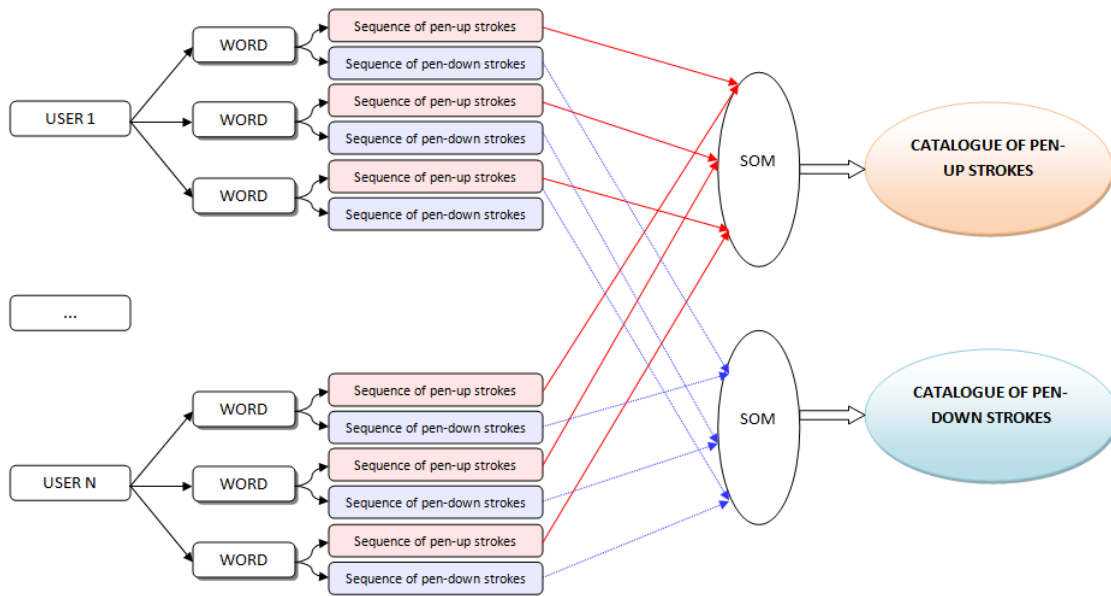 USER 1
WORD
Sequence of pen-up strokes
Sequence of pen-down strokes
WORD
Sequence of pen-up strokes
Sequence of pen-down strokes
WORD
Sequence of pen-up strokes
Sequence of pen-down strokes
...
USER N
WORD
Sequence of pen-up strokes
Sequence of pen-down strokes
WORD
Sequence of pen-up strokes
Sequence of pen-down strokes
WORD
Sequence of pen-up strokes
Sequence of pen-down strokes
SOM
CATALOGUE OF PEN-
UP STROKES
SOM
CATALOGUE OF PEN-
DOWN STROKES